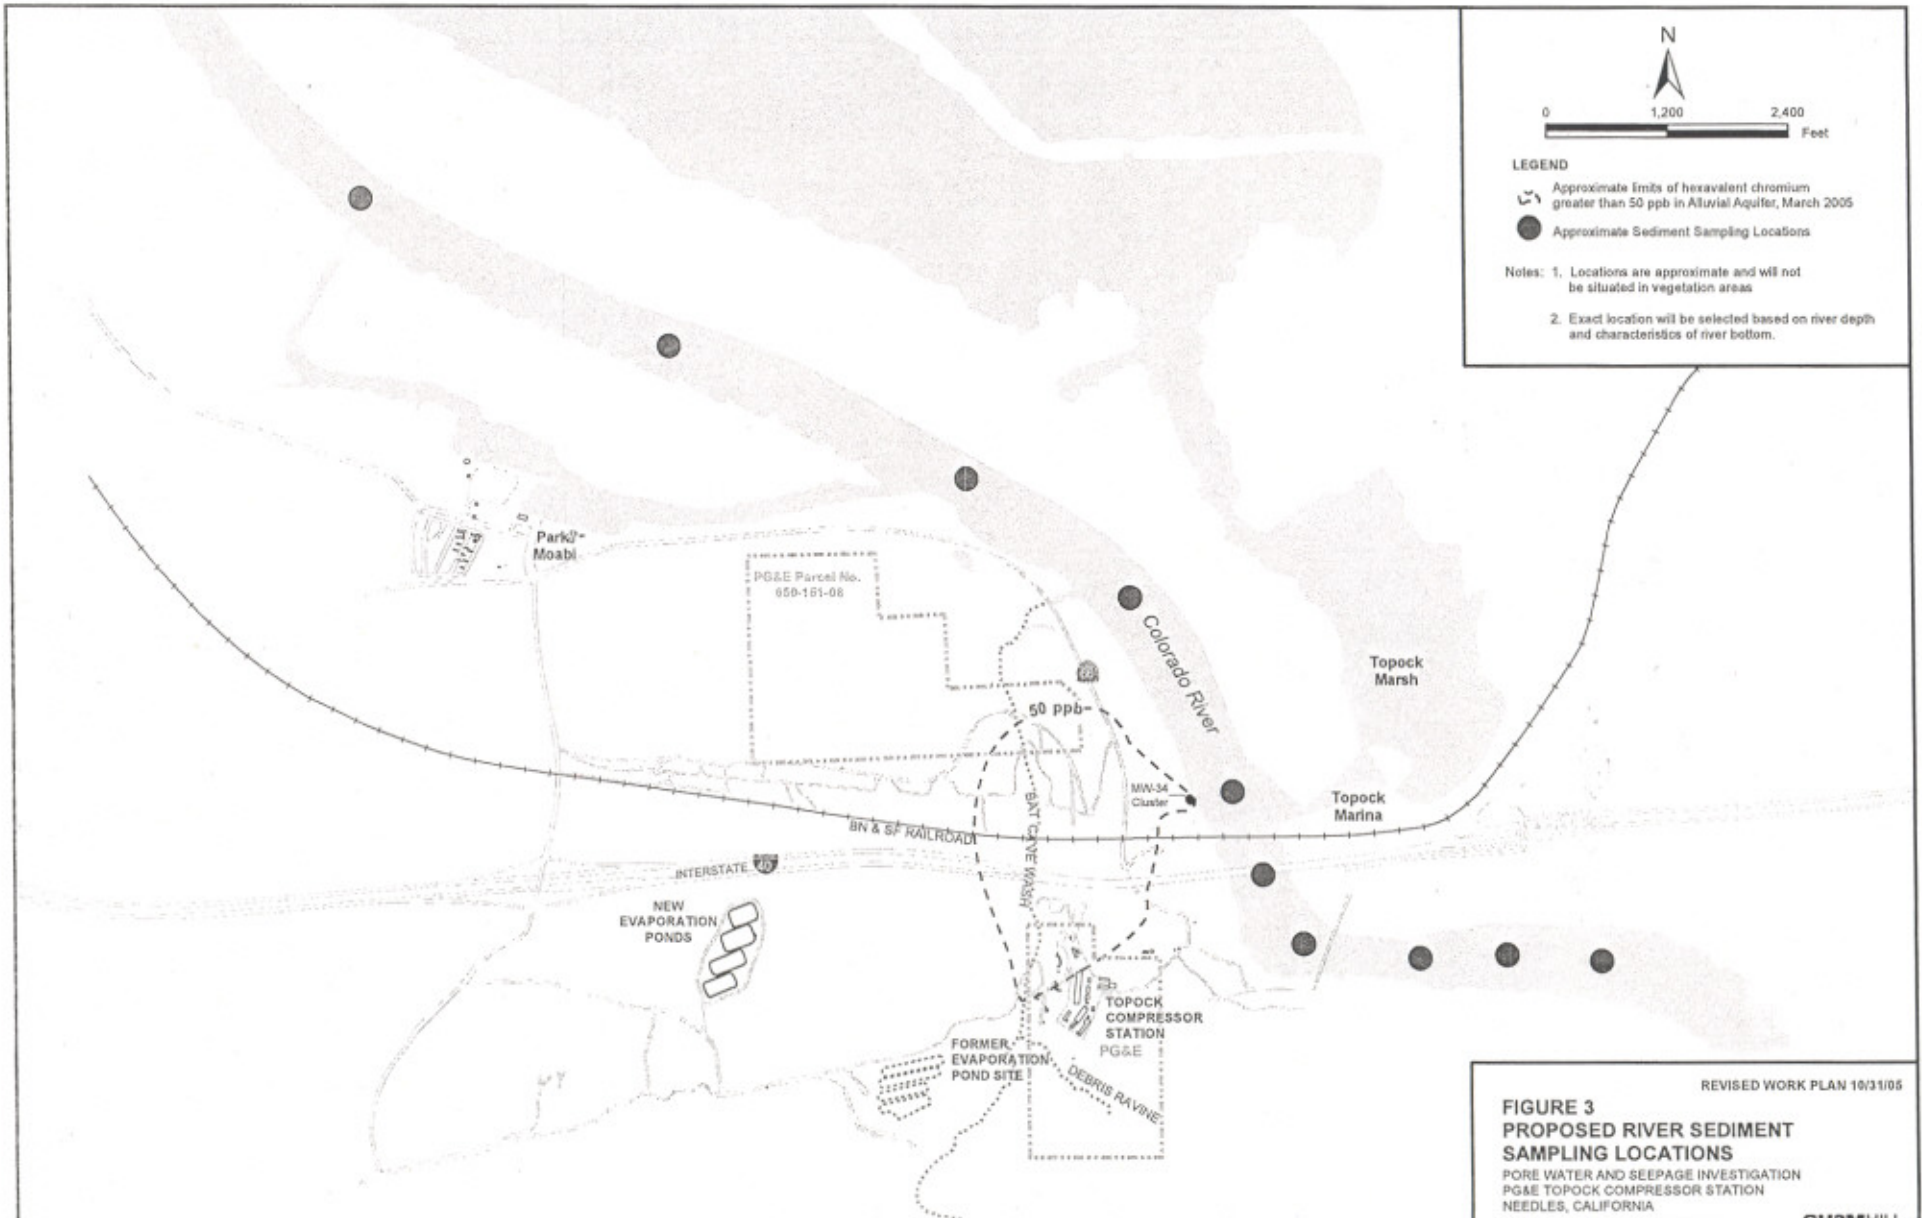 N
0 1,200 2,400
Feet
LEGEND
Approximate limits of hexavalent chromium
greater than 50 ppb in Alluvial Aquifer, March 2005
Approximate Sediment Sampling Locations
Notes: 1. Locations are approximate and will not
be situated in vegetation areas
2. Exact location will be selected based on river depth
and characteristics of river bottom.
Park
Moabi
PG&E Parcel No.
650-151-06
Colorado River
Topock
Marsh
50 ppb
MW-34
Cluster
Topock
Marina
BN & SF RAILROAD
BAT CAVE WASH
INTERSTATE
40
NEW
EVAPORATION
PONDS
TOPOCK
COMPRESSOR
STATION
PG&E
FORMER
EVAPORATION
POND SITE
DEBRIS RAVINE
REVISED WORK PLAN 10/31/05
FIGURE 3
PROPOSED RIVER SEDIMENT
SAMPLING LOCATIONS
PORE WATER AND SEEPAGE INVESTIGATION
PG&E TOPOCK COMPRESSOR STATION
NEEDLES, CALIFORNIA
CH2MHILL